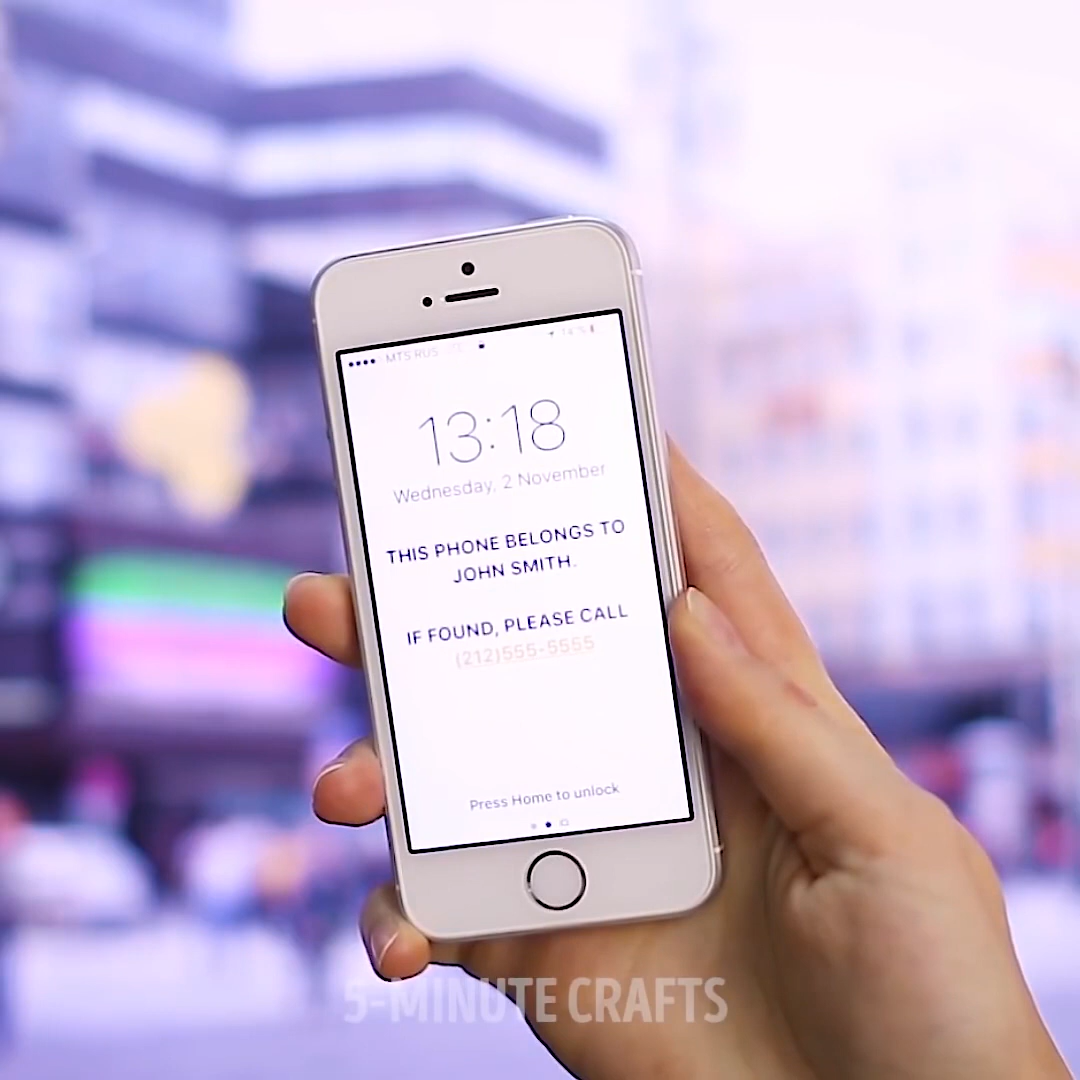 MTS RUS
13:18
Wednesday, 2 November
THIS PHONE BELONGS TO
JOHN SMITH.
IF FOUND, PLEASE CALL
(212)555-5555
Press Home to unlock
5-MINUTE CRAFTS